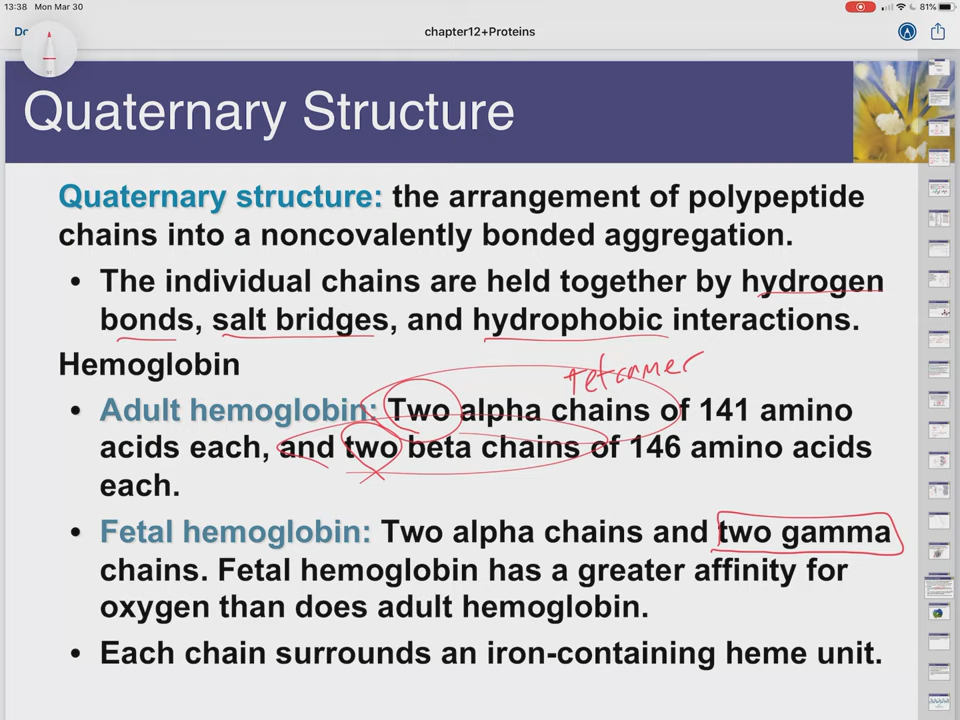 13:38 Mon Mar 30
81%
chapter12+Proteins
Quaternary Structure
Quaternary structure: the arrangement of polypeptide
chains into a noncovalently bonded aggregation.
• The individual chains are held together by hydrogen
bonds, salt bridges, and hydrophobic interactions.
Hemoglobin
tetramer
• Adult hemoglobin: Two alpha chains of 141 amino
acids each, and two beta chains of 146 amino acids
each.
• Fetal hemoglobin: Two alpha chains and two gamma
chains. Fetal hemoglobin has a greater affinity for
oxygen than does adult hemoglobin.
• Each chain surrounds an iron-containing heme unit.